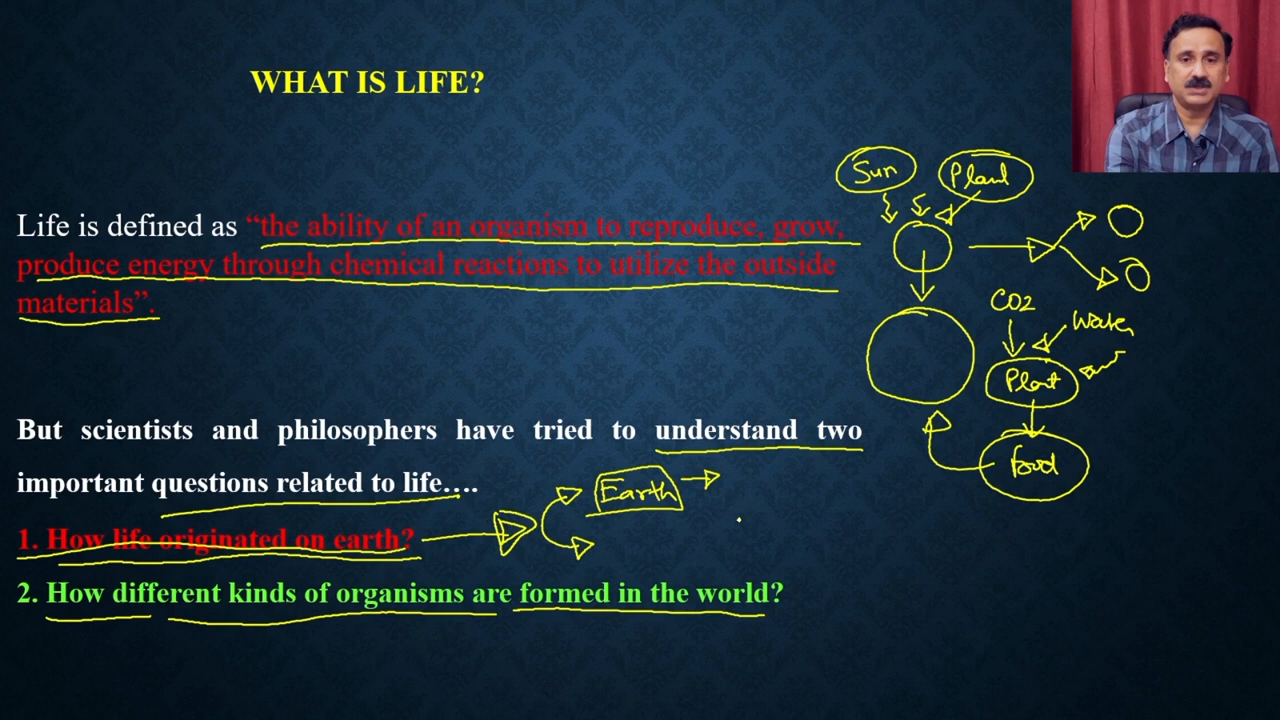 WHAT IS LIFE?
Sun Plant
Life is defined as “the ability of an organism to reproduce, grow,
produce energy through chemical reactions to utilize the outside
materials”.
CO2
Water
Plant
But scientists and philosophers have tried to understand two
food
important questions related to life….
Earth
1. How life originated on earth?
2. How different kinds of organisms are formed in the world?